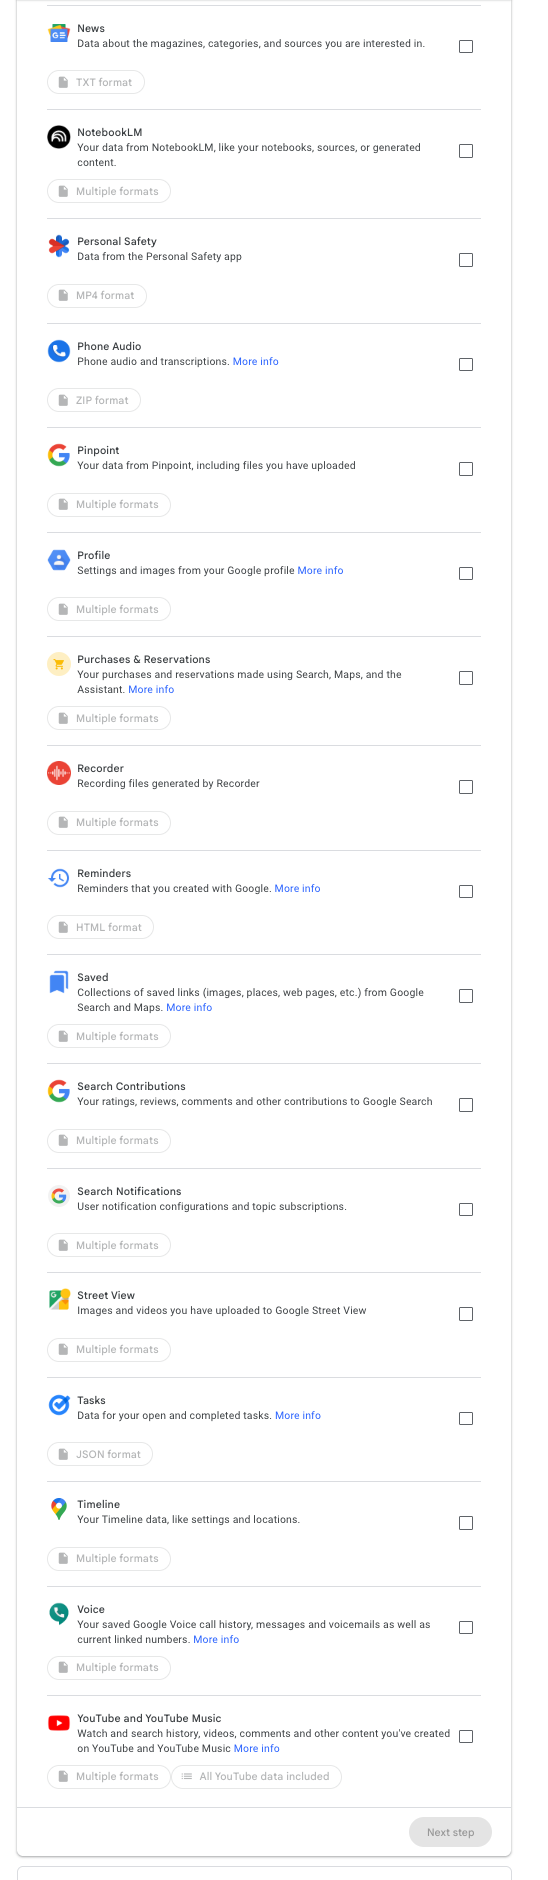 News
Data about the magazines, categories, and sources you are interested in.
TXT format
NotebookLM
Your data from NotebookLM, like your notebooks, sources, or generated
content.
Multiple formats
Personal Safety
Data from the Personal Safety app
MP4 format
Phone Audio
Phone audio and transcriptions. More info
ZIP format
Pinpoint
Your data from Pinpoint, including files you have uploaded
Multiple formats
Profile
Settings and images from your Google profile More info
Multiple formats
Purchases & Reservations
Your purchases and reservations made using Search, Maps, and the
Assistant. More info
Multiple formats
Recorder
Recording files generated by Recorder
Multiple formats
Reminders
Reminders that you created with Google. More info
HTML format
Saved
Collections of saved links (images, places, web pages, etc.) from Google
Search and Maps. More info
Multiple formats
Search Contributions
Your ratings, reviews, comments and other contributions to Google Search
Multiple formats
Search Notifications
User notification configurations and topic subscriptions.
Multiple formats
Street View
Images and videos you have uploaded to Google Street View
Multiple formats
Tasks
Data for your open and completed tasks. More info
JSON format
Timeline
Your Timeline data, like settings and locations.
Multiple formats
Voice
Your saved Google Voice call history, messages and voicemails as well as
current linked numbers. More info
Multiple formats
YouTube and YouTube Music
Watch and search history, videos, comments and other content you've created
on YouTube and YouTube Music More info
Multiple formats All YouTube data included
Next step